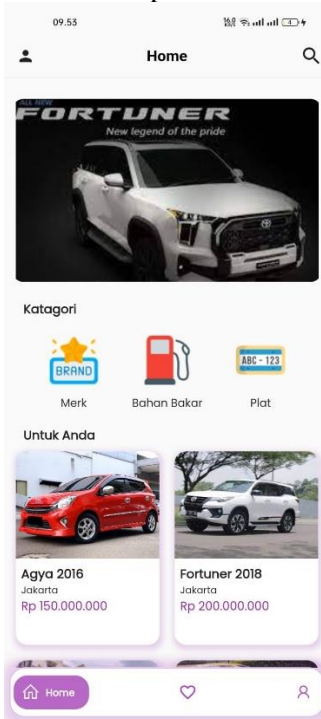 09.53
Home
ALL NEW
FORTUNER
New legend of the pride
Katagori
BRAND
ABC - 123
Merk
Bahan Bakar
Plat
Untuk Anda
Agya 2016
Jakarta
Rp 150.000.000
Fortuner 2018
Jakarta
Rp 200.000.000
Home